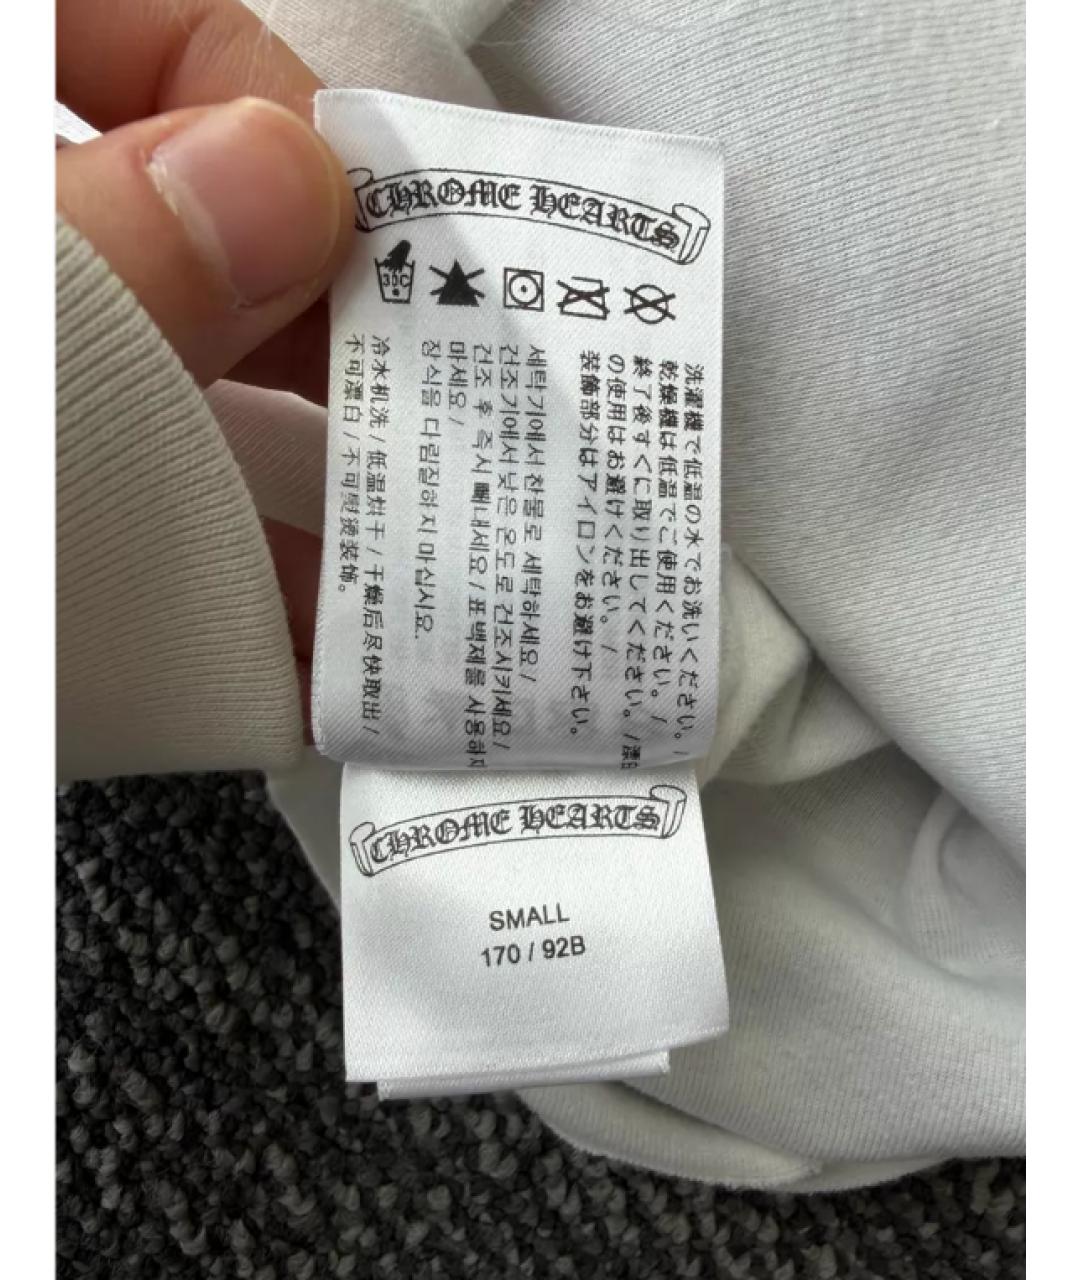 CHROME HEARTS
30C
洗濯機で低温の水でお洗いください。/
乾燥機は低温でご使用ください。/
終了後すぐに取り出してください。/漂白
の使用はお避けください。/
装飾部分はアイロンをお避け下さい。
세탁기에서 찬물로 세탁하세요/
건조기에서 낮은 온도로 건조시키세요/
건조 후 즉시 빼내세요/표백제를 사용하지
마세요/
장식을 다림질하지 마십시요.
冷水机洗/低温烘干/干燥后尽快取出/
不可漂白/不可熨烫装饰。
CHROME HEARTS
SMALL
170 / 92B